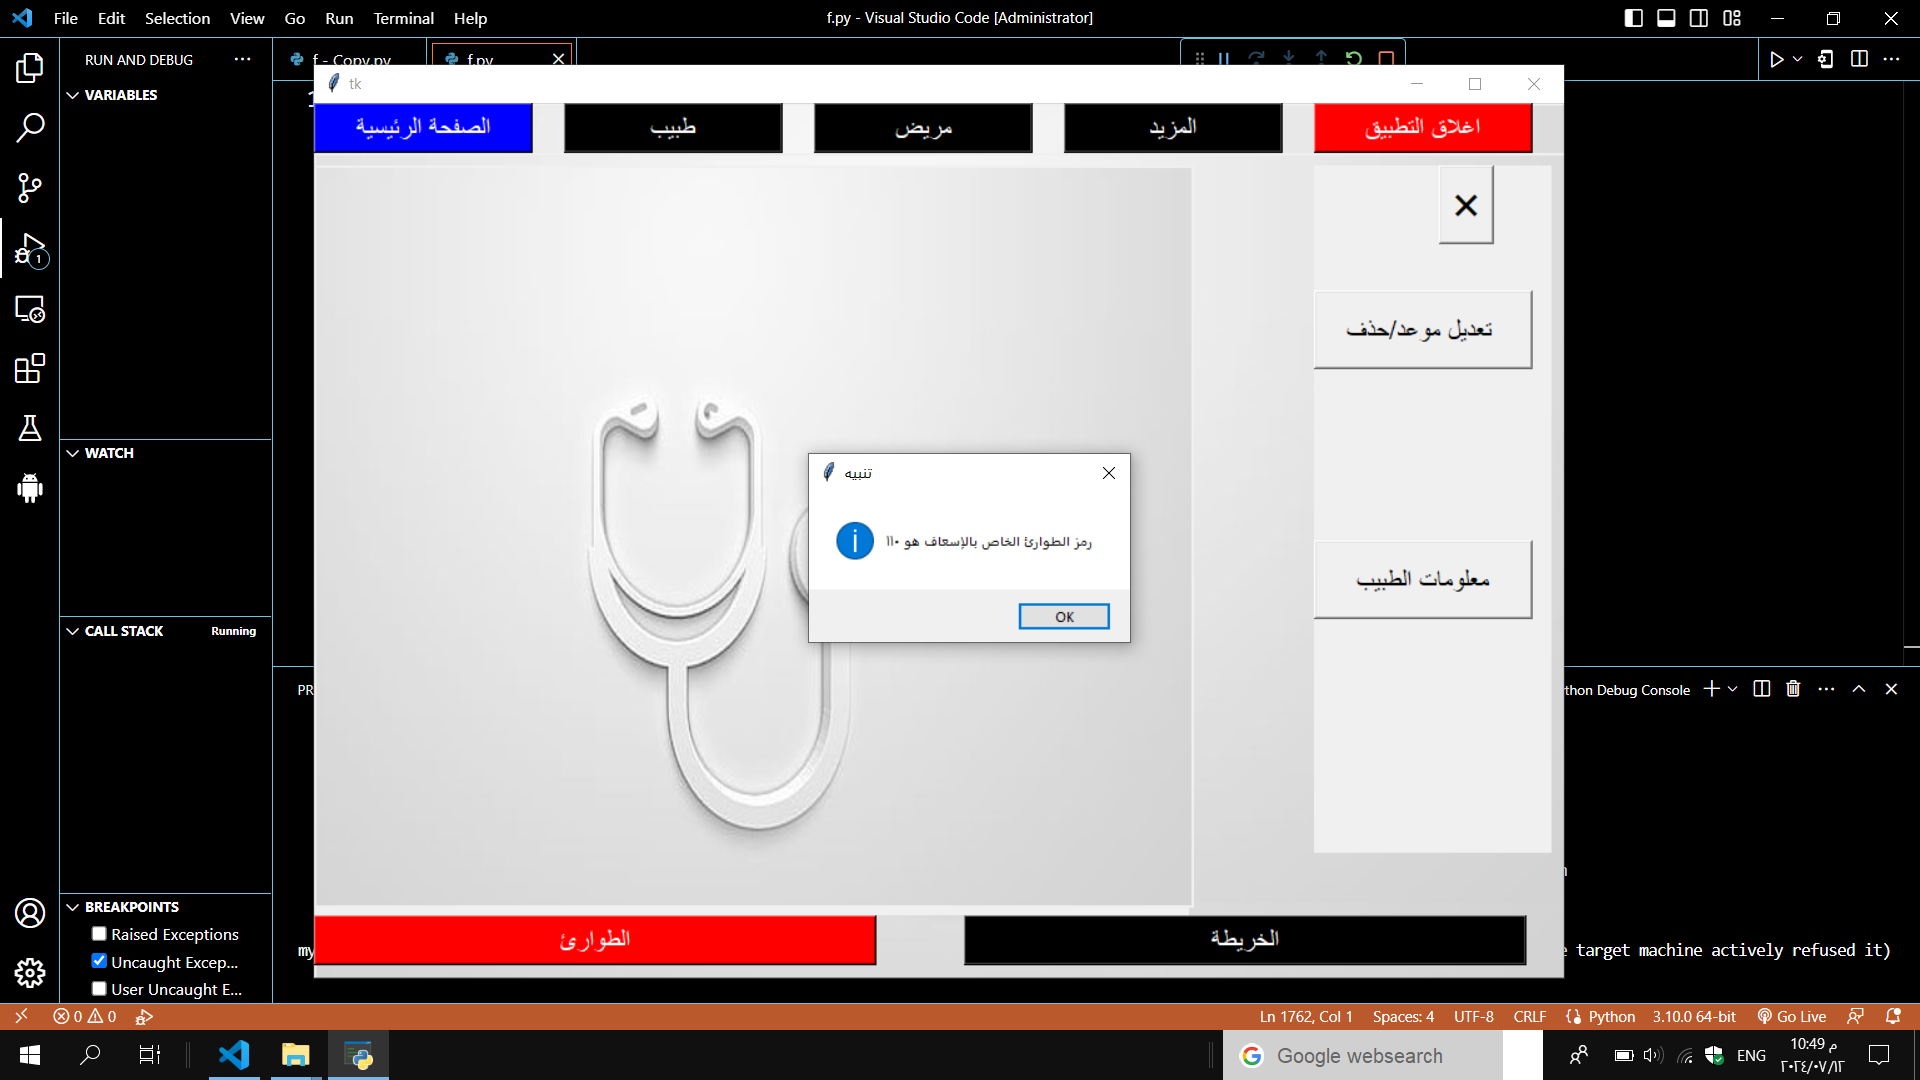 File Edit Selection View Go Run Terminal Help
f.py - Visual Studio Code [Administrator]
RUN AND DEBUG
f - Copy.py
f.py
VARIABLES
tk
الصفحة الرئيسية
طبيب
مريض
المزيد
اغلاق التطبيق
×
تعديل موعد/حذف
تنبيه
رمز الطوارئ الخاص بالإسعاف هو ١١٠
OK
معلومات الطبيب
WATCH
CALL STACK
Running
thon Debug Console
BREAKPOINTS
Raised Exceptions
Uncaught Excep...
User Uncaught E...
الطوارئ
الخريطة
my
target machine actively refused it)
0 0
Ln 1762, Col 1 Spaces: 4 UTF-8 CRLF Python 3.10.0 64-bit Go Live
Google websearch
ENG
10:49 م
٢٠٢٤/٠٧/١٢